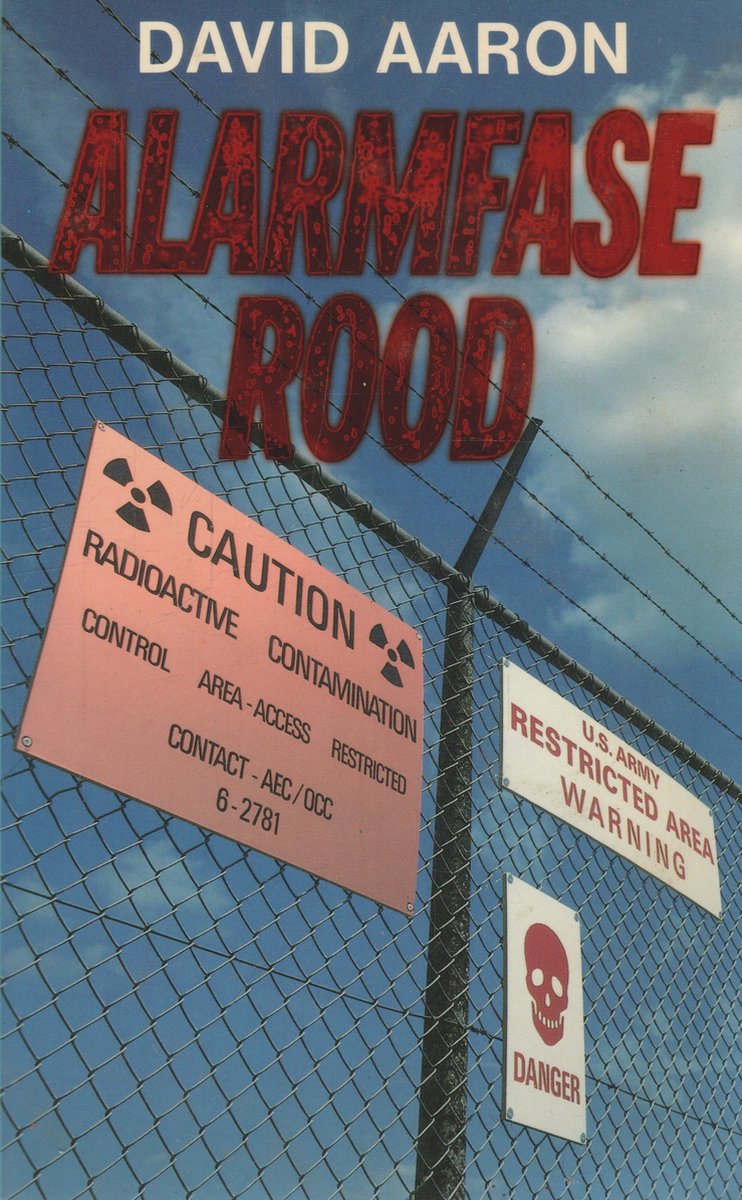 DAVID AARON
ALARMFASE
ROOD
CAUTION
RADIOACTIVE CONTAMINATION
CONTROL AREA-ACCESS RESTRICTED
CONTACT-AEC/OCC
6-2781
U.S. ARMY
RESTRICTED AREA
WARNING
DANGER